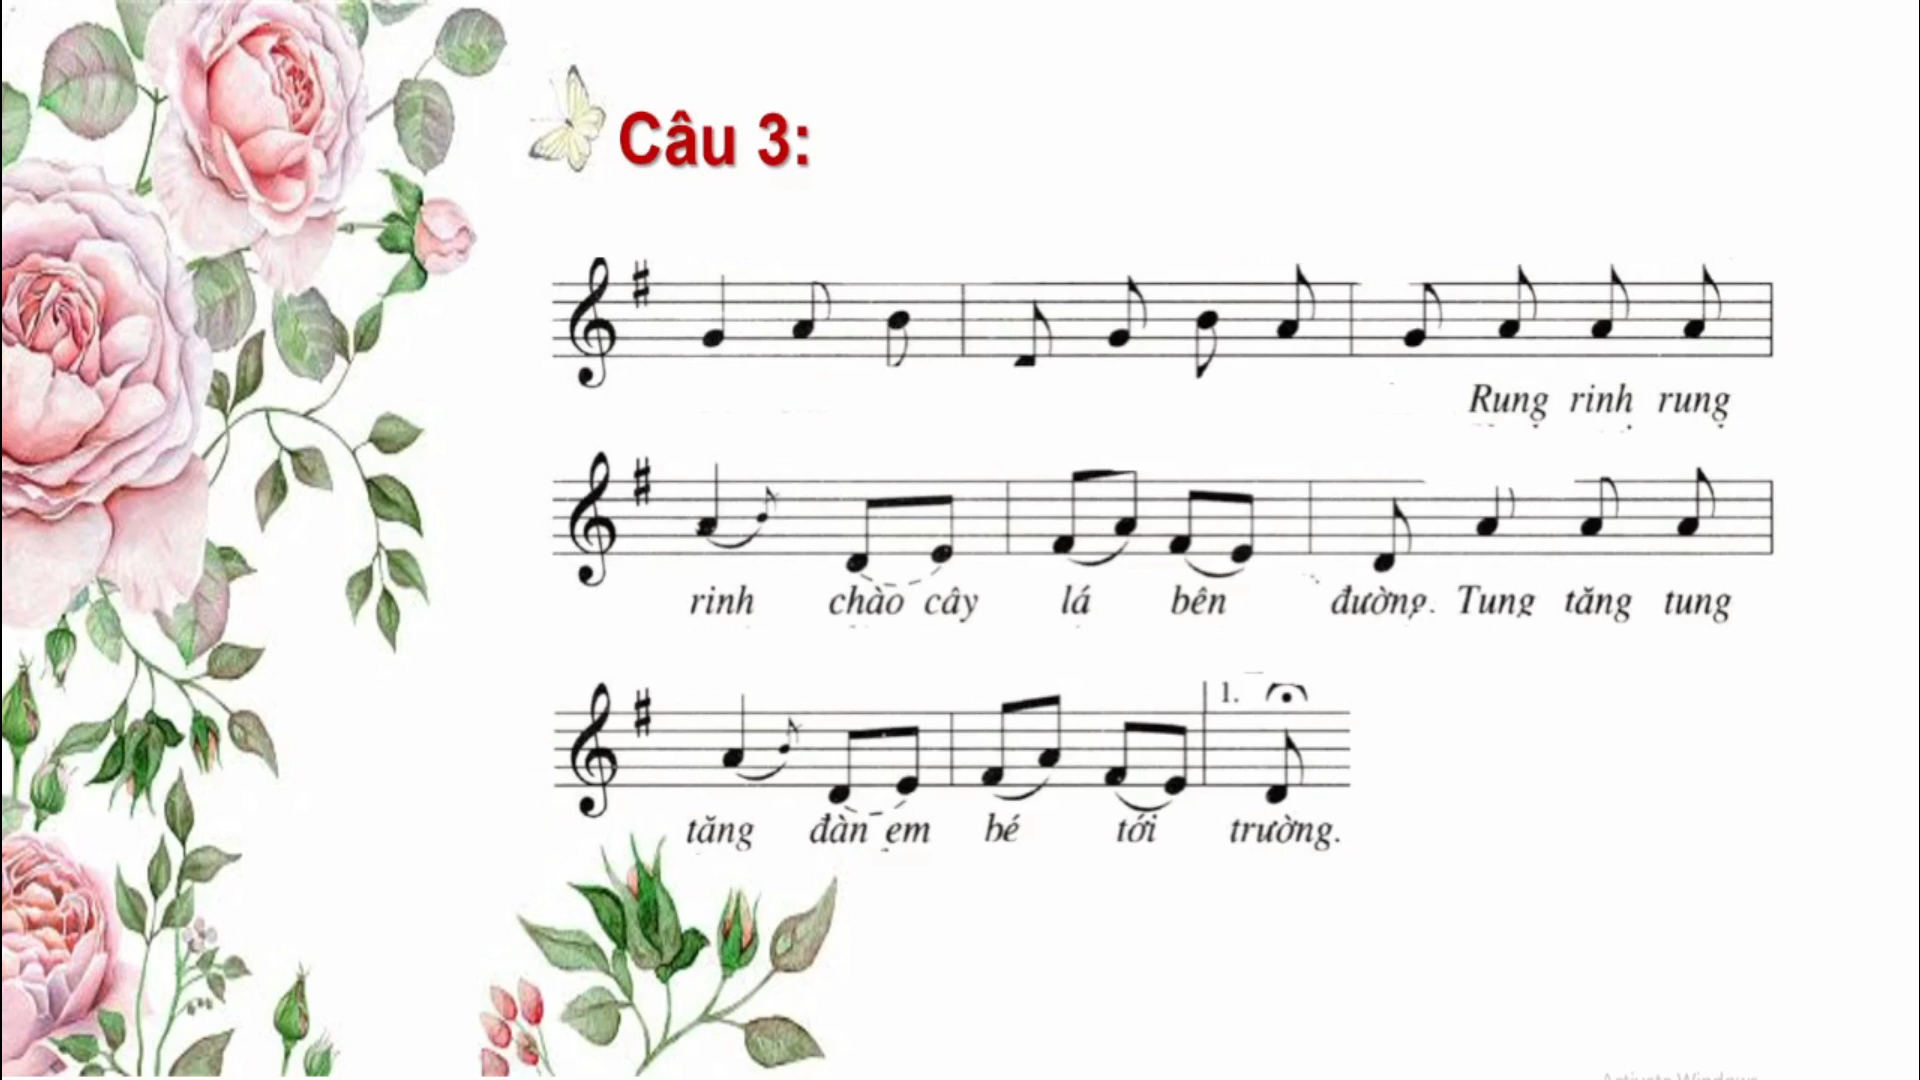 Câu 3:
Rung rinh rung
rinh chào cây lá bên đường. Tung tăng tung
1.
tăng đàn em bé tới trường.